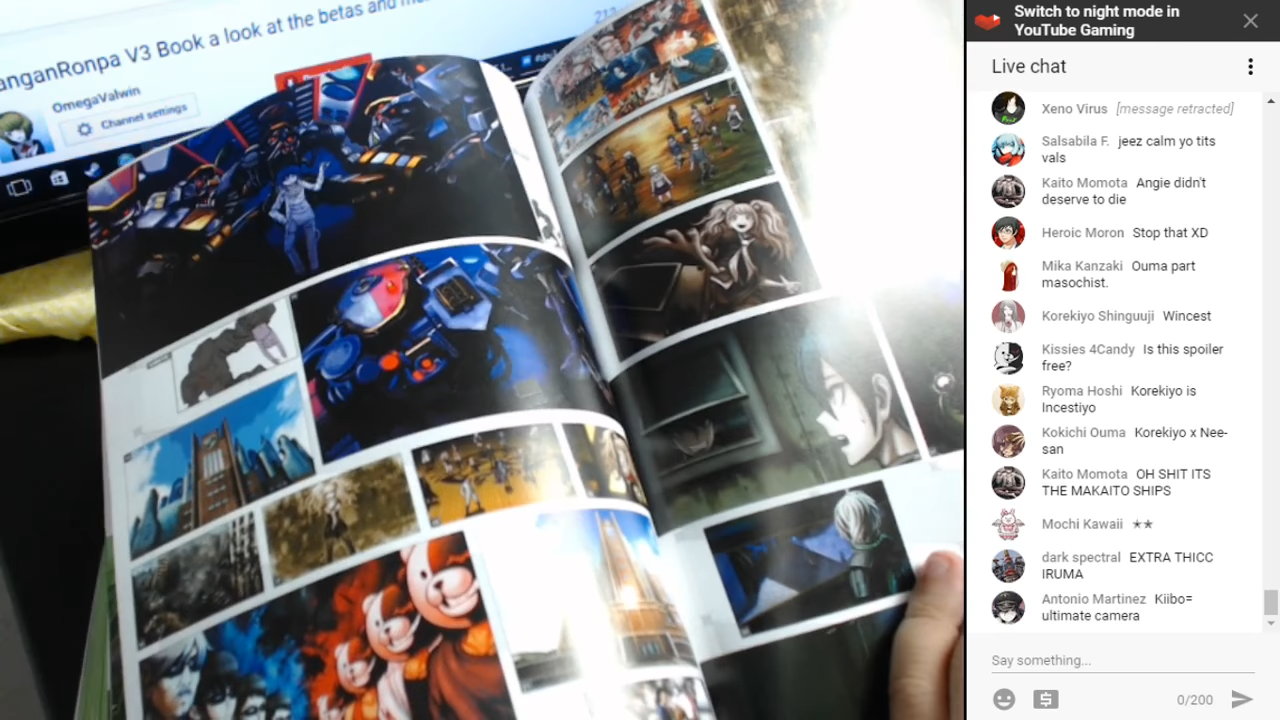 anganRonpa V3 Book a look at the betas and
OmegaValwin
Channel settings
Switch to night mode in
YouTube Gaming
Live chat
Xeno Virus [message retracted]
Salsabila F. jeez calm yo tits
vals
Kaito Momota Angie didn't
deserve to die
Heroic Moron Stop that XD
Mika Kanzaki Ouma part
masochist.
Korekiyo Shinguuji Wincest
Kissies 4Candy Is this spoiler
free?
Ryoma Hoshi Korekiyo is
Incestiyo
Kokichi Ouma Korekiyo x Nee-
san
Kaito Momota OH SHIT ITS
THE MAKAITO SHIPS
Mochi Kawaii ★★
dark spectral EXTRA THICC
IRUMA
Antonio Martinez Kiibo=
ultimate camera
Say something...
0/200